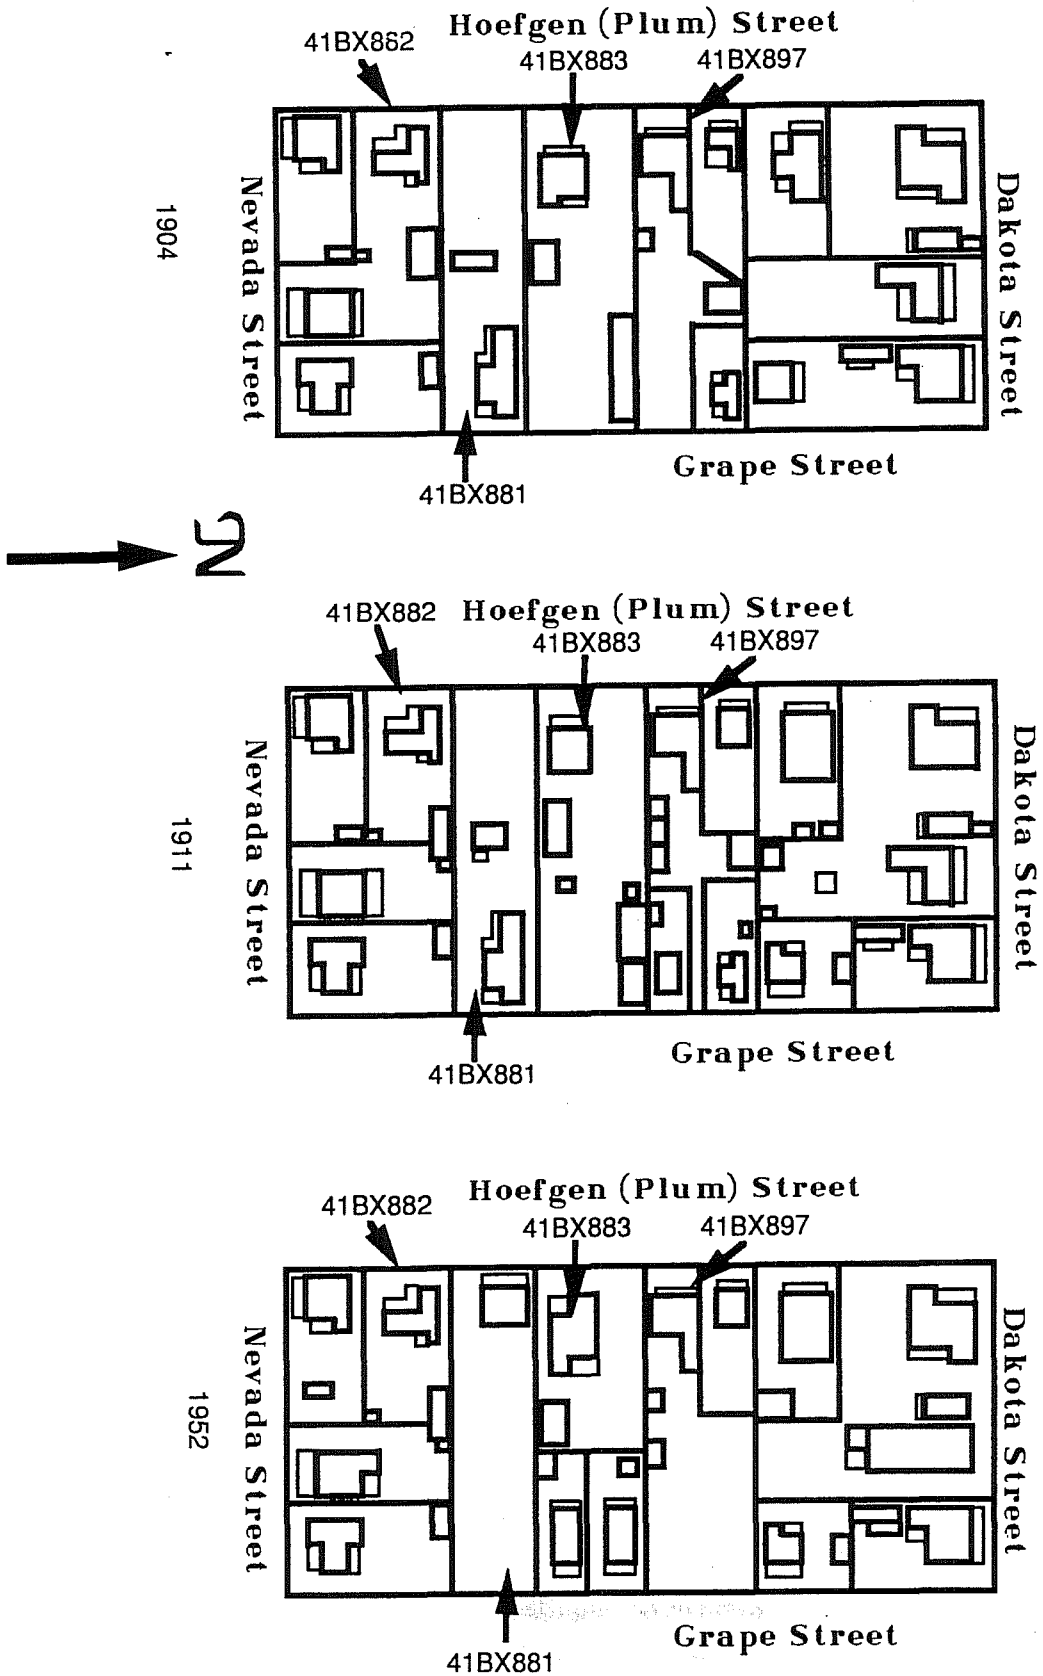 Hoefgen (Plum) Street
41BX862
41BX883
41BX897
Nevada Street
1904
Dakota Street
Grape Street
41BX881
N
Hoefgen (Plum) Street
41BX882
41BX883
41BX897
Nevada Street
1911
Dakota Street
Grape Street
41BX881
Hoefgen (Plum) Street
41BX882
41BX883
41BX897
Nevada Street
1952
Dakota Street
Grape Street
41BX881